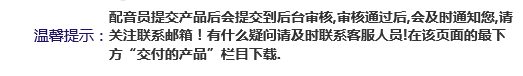 配音员提交产品后会提交到后台审核,审核通过后,会及时通知您,请
温馨提示：关注联系邮箱！有什么疑问请及时联系客服人员!在该页面的最下
方“交付的产品”栏目下载.